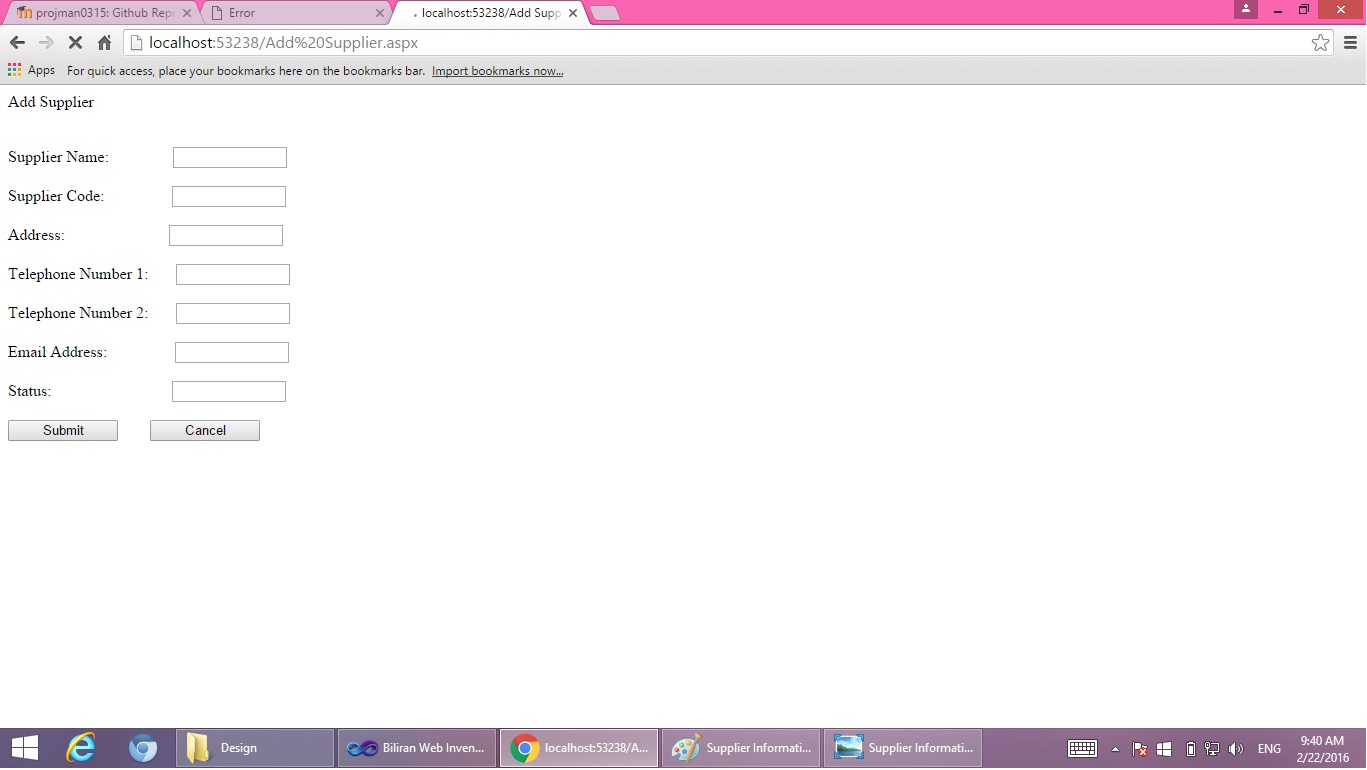 projman0315: Github Repo
Error
localhost:53238/Add Supp
localhost:53238/Add%20Supplier.aspx
Apps For quick access, place your bookmarks here on the bookmarks bar. Import bookmarks now...
Add Supplier
Supplier Name:
Supplier Code:
Address:
Telephone Number 1:
Telephone Number 2:
Email Address:
Status:
Submit Cancel
Design
Biliran Web Inven...
localhost:53238/A...
Supplier Informati...
Supplier Informati...
ENG
9:40 AM
2/22/2016